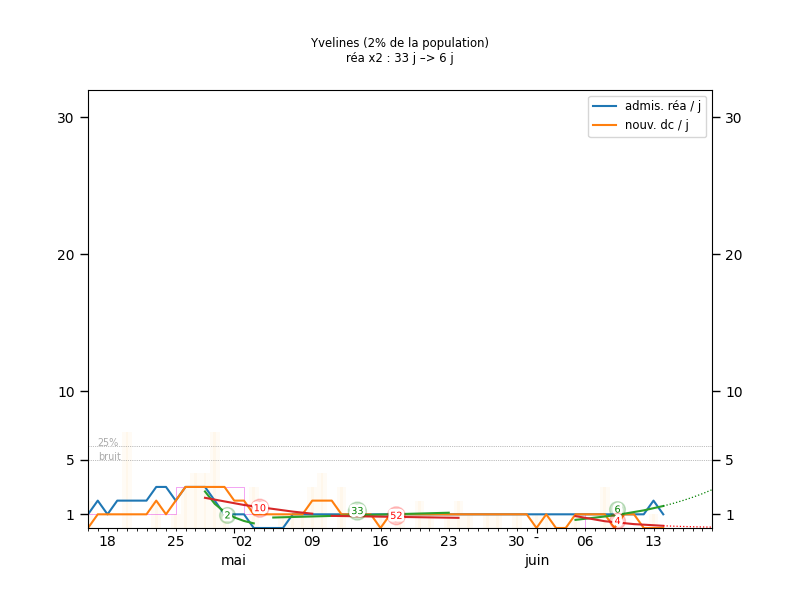 Yvelines (2% de la population)
réa x2 : 33 j –> 6 j
admis. réa / j
nouv. dc / j
30 30
20 20
10 10
25%
bruit
5 5
1 1
2 10 33 52 6 4
18 25 02 09 16 23 30 06 13
mai juin